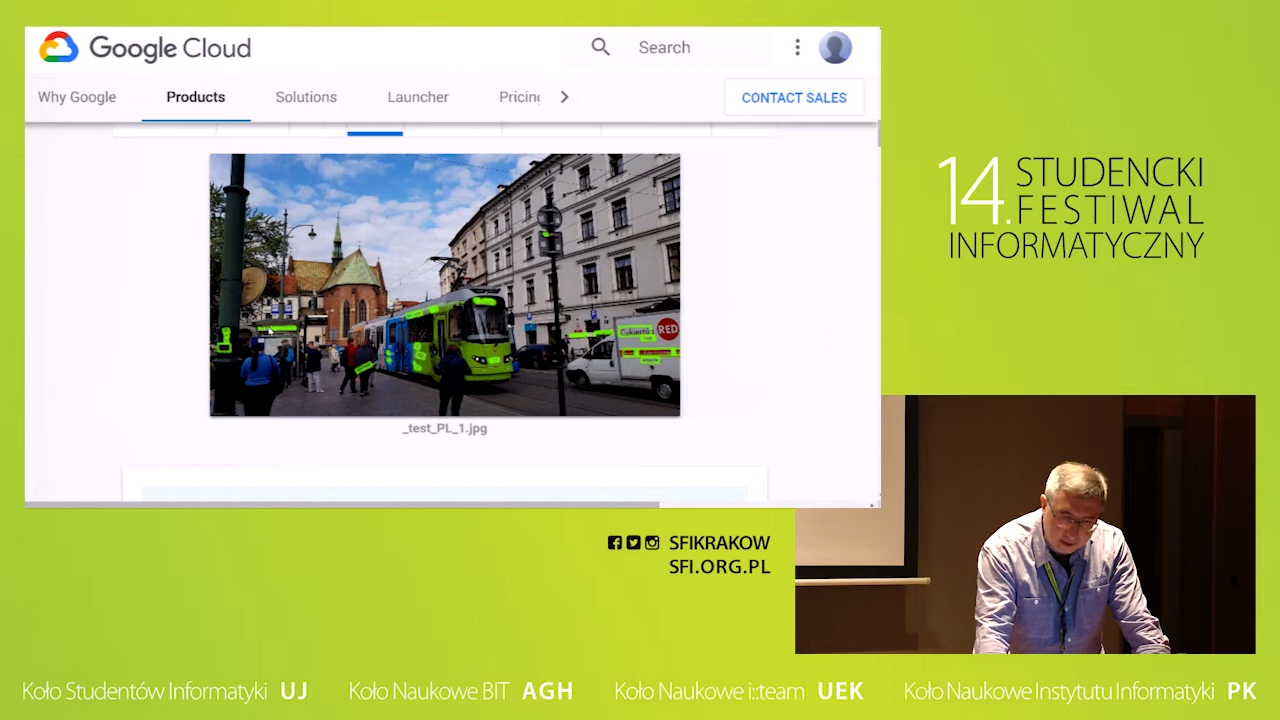 Google Cloud
Search
Why Google
Products
Solutions
Launcher
Pricing
CONTACT SALES
Cukiernia
RED
_test_PL_1.jpg
14.
STUDENCKI
FESTIWAL
INFORMATYCZNY
SFIKRAKOW
SFI.ORG.PL
Koło Studentów Informatyki UJ
Koło Naukowe BIT AGH
Koło Naukowe i::team UEK
Koło Naukowe Instytutu Informatyki PK